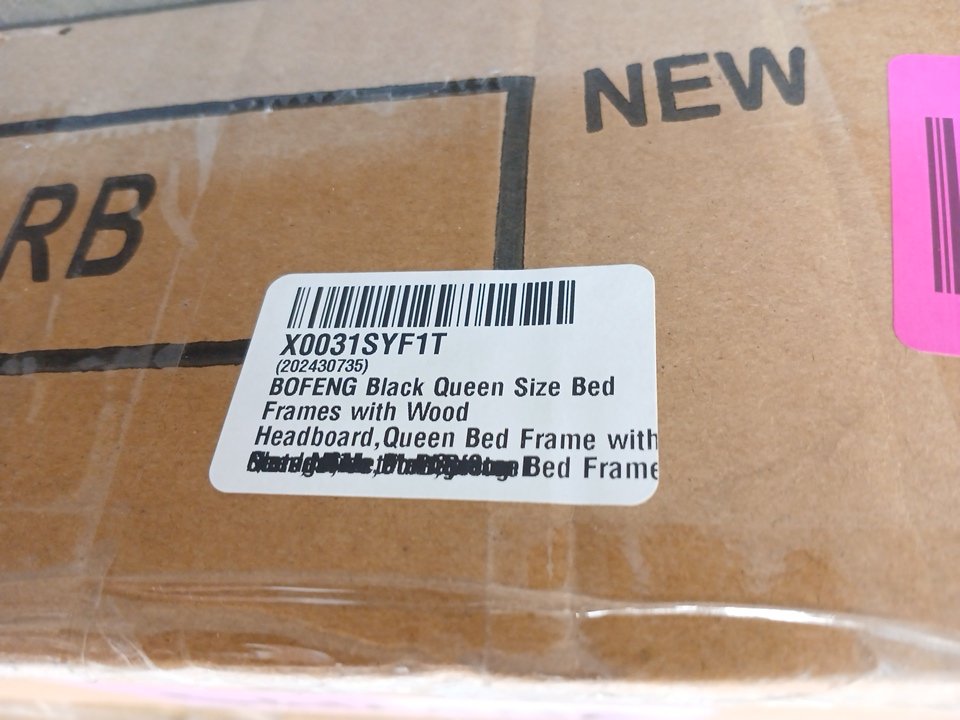 NEW
RB
X0031SYF1T
(202430735)
BOFENG Black Queen Size Bed
Frames with Wood
Headboard,Queen Bed Frame with
Bed Frame